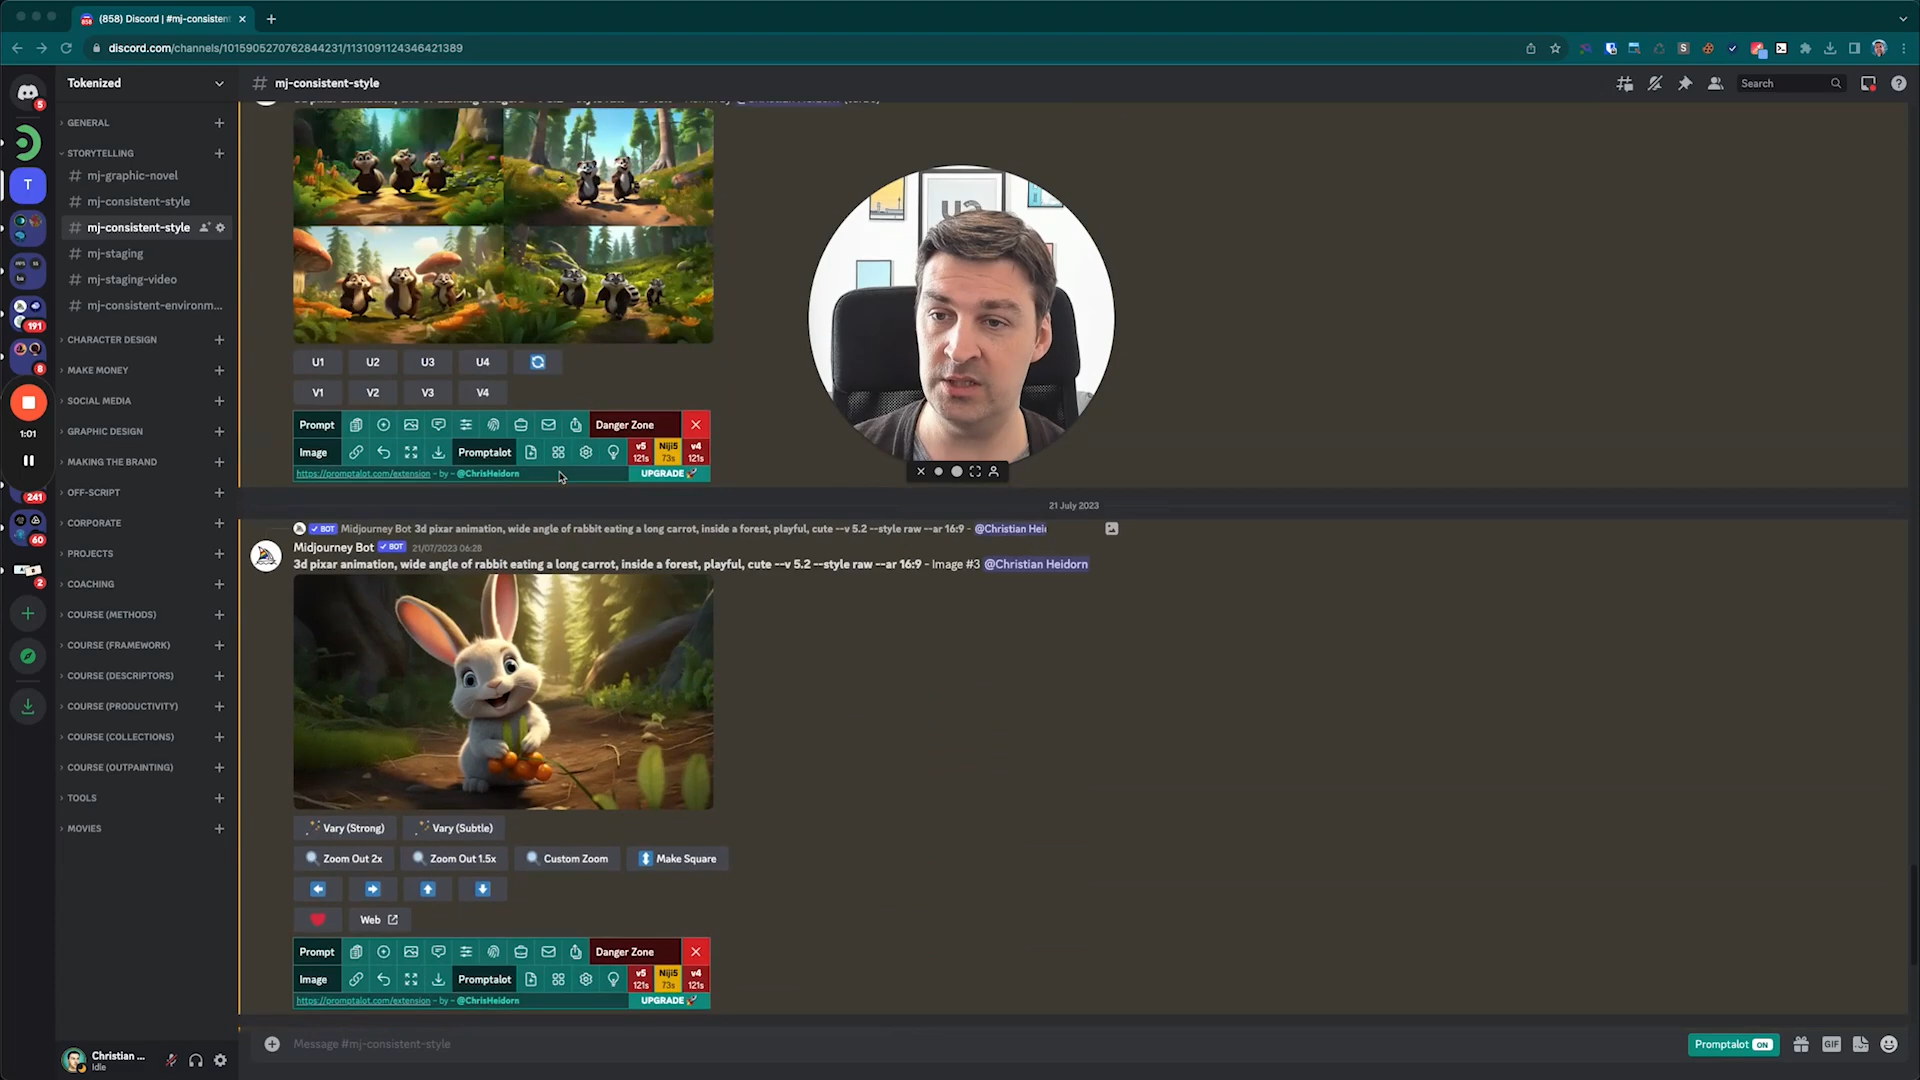 (858) Discord | #mj-consistent
discord.com/channels/1015905270762844231/1131091124346421389
Tokenized
# mj-consistent-style
Search
5
GENERAL
STORYTELLING
mj-graphic-novel
mj-consistent-style
T
mj-consistent-style
mj-staging
mj-staging-video
mj-consistent-environm...
191
CHARACTER DESIGN
8
MAKE MONEY
SOCIAL MEDIA
1:01
GRAPHIC DESIGN
MAKING THE BRAND
241
OFF-SCRIPT
CORPORATE
60
PROJECTS
2
COACHING
COURSE (METHODS)
COURSE (FRAMEWORK)
COURSE (DESCRIPTORS)
COURSE (PRODUCTIVITY)
COURSE (COLLECTIONS)
COURSE (OUTPAINTING)
TOOLS
MOVIES
Christian ...
Idle
U1 U2 U3 U4
V1 V2 V3 V4
Prompt Danger Zone
Image Promptalot v5 121s Niji5 73s v4 121s
https://promptalot.com/extension - by - @ChrisHeidorn UPGRADE
21 July 2023
BOT Midjourney Bot 3d pixar animation, wide angle of rabbit eating a long carrot, inside a forest, playful, cute --v 5.2 --style raw --ar 16:9 - @Christian Hei
Midjourney Bot BOT 21/07/2023 06:28
3d pixar animation, wide angle of rabbit eating a long carrot, inside a forest, playful, cute --v 5.2 --style raw --ar 16:9 - Image #3 @Christian Heidorn
Vary (Strong) Vary (Subtle)
Zoom Out 2x Zoom Out 1.5x Custom Zoom Make Square
Web
Prompt Danger Zone
Image Promptalot v5 121s Niji5 73s v4 121s
https://promptalot.com/extension - by - @ChrisHeidorn UPGRADE
Message #mj-consistent-style
Promptalot ON
GIF